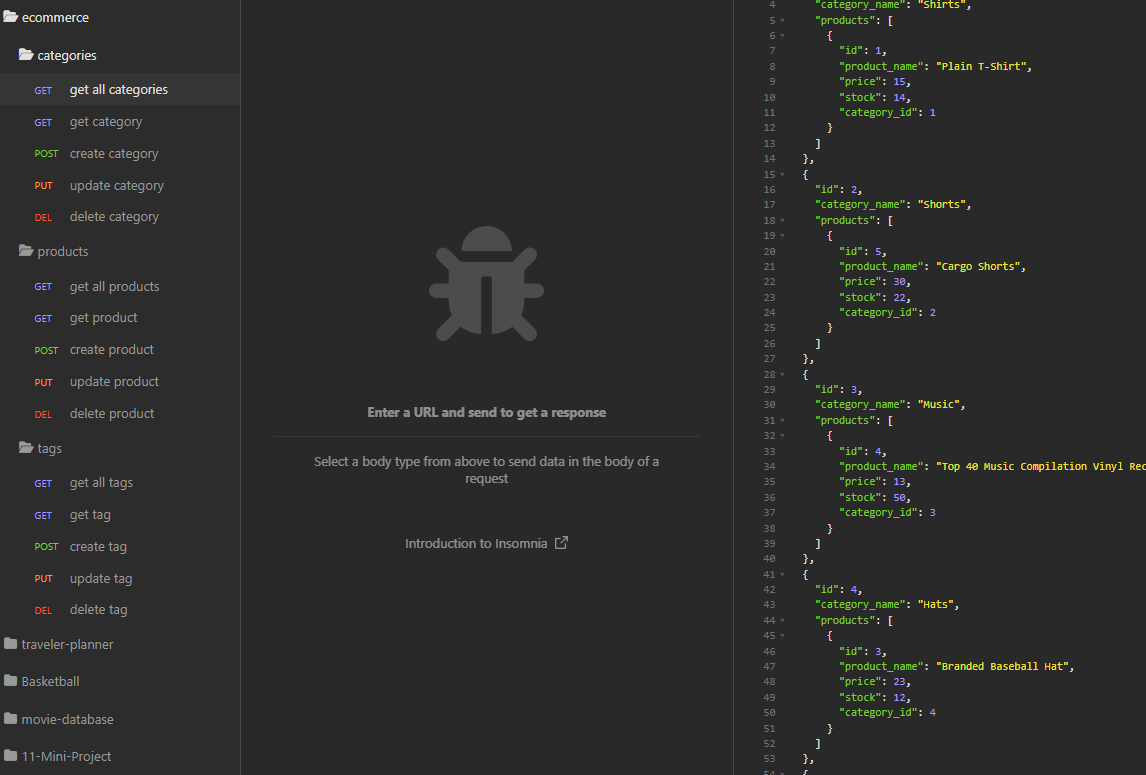 ecommerce
categories
GET get all categories
GET get category
POST create category
PUT update category
DEL delete category
products
GET get all products
GET get product
POST create product
PUT update product
DEL delete product
tags
GET get all tags
GET get tag
POST create tag
PUT update tag
DEL delete tag
traveler-planner
Basketball
movie-database
11-Mini-Project
Enter a URL and send to get a response
Select a body type from above to send data in the body of a
request
Introduction to Insomnia
4 "category_name": "Shirts",
5 "products": [
6 {
7 "id": 1,
8 "product_name": "Plain T-Shirt",
9 "price": 15,
10 "stock": 14,
11 "category_id": 1
12 }
13 ]
14 },
15 {
16 "id": 2,
17 "category_name": "Shorts",
18 "products": [
19 {
20 "id": 5,
21 "product_name": "Cargo Shorts",
22 "price": 30,
23 "stock": 22,
24 "category_id": 2
25 }
26 ]
27 },
28 {
29 "id": 3,
30 "category_name": "Music",
31 "products": [
32 {
33 "id": 4,
34 "product_name": "Top 40 Music Compilation Vinyl Rec
35 "price": 13,
36 "stock": 50,
37 "category_id": 3
38 }
39 ]
40 },
41 {
42 "id": 4,
43 "category_name": "Hats",
44 "products": [
45 {
46 "id": 3,
47 "product_name": "Branded Baseball Hat",
48 "price": 23,
49 "stock": 12,
50 "category_id": 4
51 }
52 ]
53 },
54 {